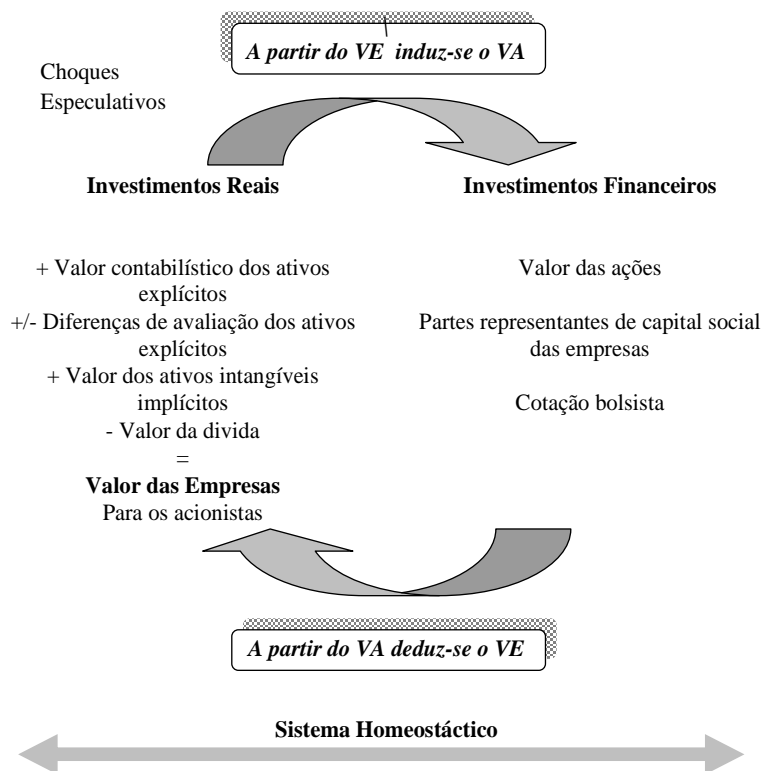 A partir do VE induz-se o VA
Choques
Especulativos
Investimentos Reais
Investimentos Financeiros
+ Valor contabilístico dos ativos
explícitos
+/- Diferenças de avaliação dos ativos
explícitos
+ Valor dos ativos intangíveis
implícitos
- Valor da divida
=
Valor das Empresas
Para os acionistas
Valor das ações
Partes representantes de capital social
das empresas
Cotação bolsista
A partir do VA deduz-se o VE
Sistema Homeostáctico